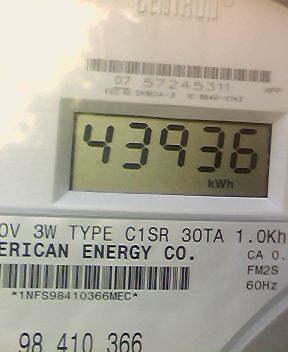 CENTRON®
07 57245311
43936
kWh
0V 3W TYPE C1SR 30TA 1.0Kh
ERICAN ENERGY CO.
CA 0.
FM2S
60Hz
*1NFS98410366MEC*
98 410 366